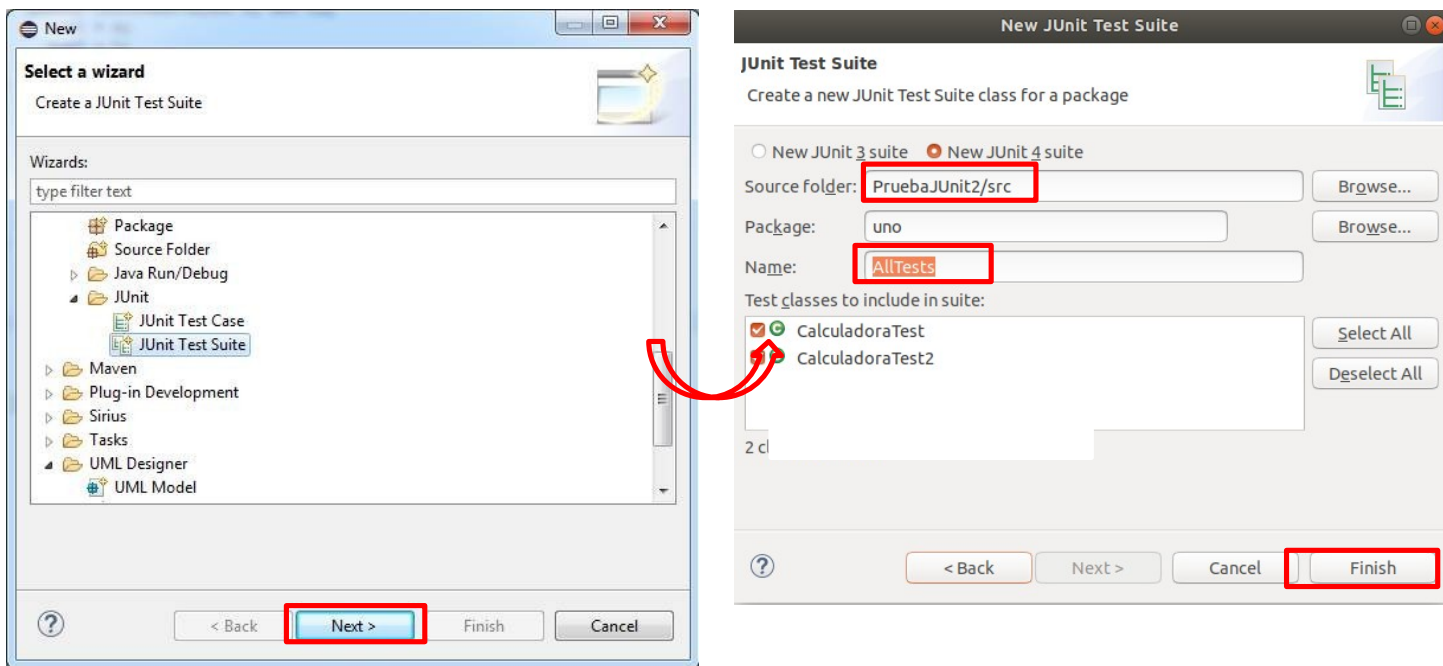 New
Select a wizard
Create a JUnit Test Suite
Wizards:
type filter text
Package
Source Folder
Java Run/Debug
JUnit
JUnit Test Case
JUnit Test Suite
Maven
Plug-in Development
Sirius
Tasks
UML Designer
UML Model
< Back Next > Finish Cancel
New JUnit Test Suite
JUnit Test Suite
Create a new JUnit Test Suite class for a package
New JUnit 3 suite New JUnit 4 suite
Source folder: PruebaJUnit2/src Browse...
Package: uno Browse...
Name: AllTests
Test classes to include in suite:
CalculadoraTest Select All
CalculadoraTest2
Deselect All
2
< Back Next > Cancel Finish